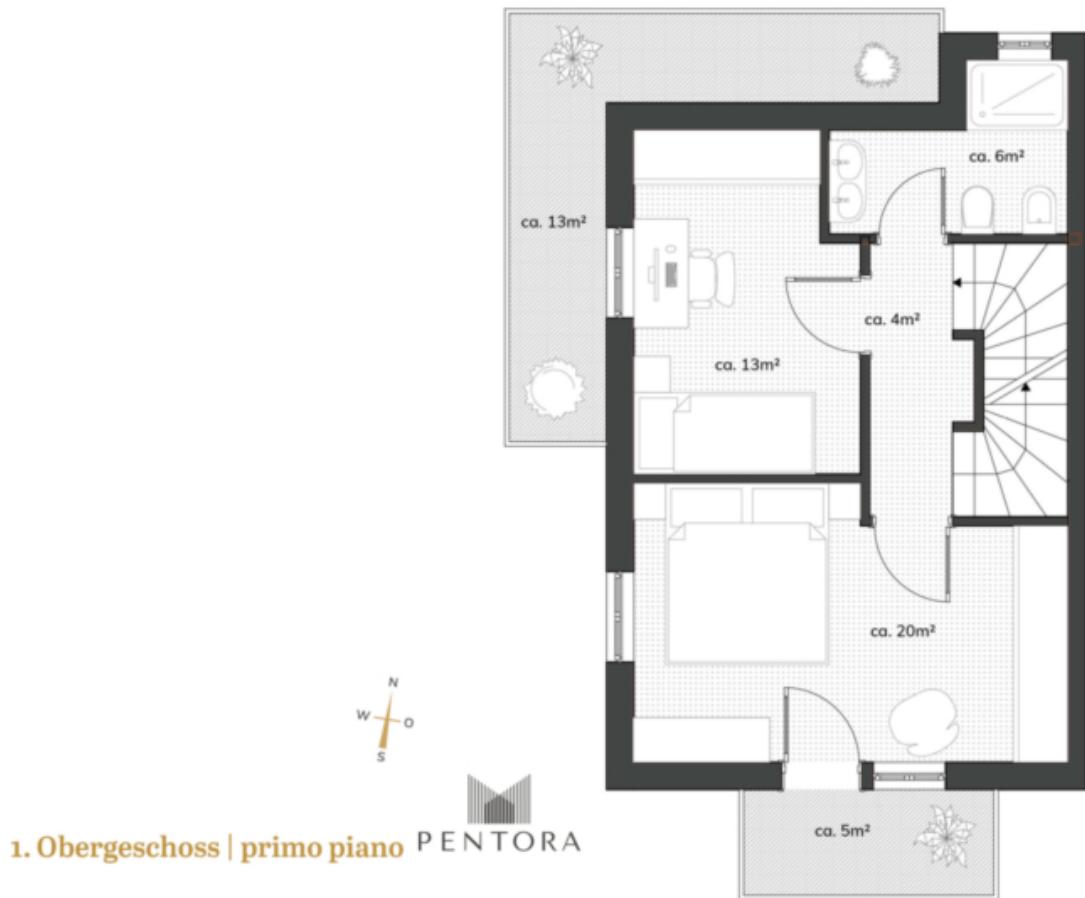 ca. 6m²
ca. 13m²
ca. 4m²
ca. 13m²
ca. 20m²
N
W O
S
ca. 5m²
1. Obergeschoss | primo piano PENTORA